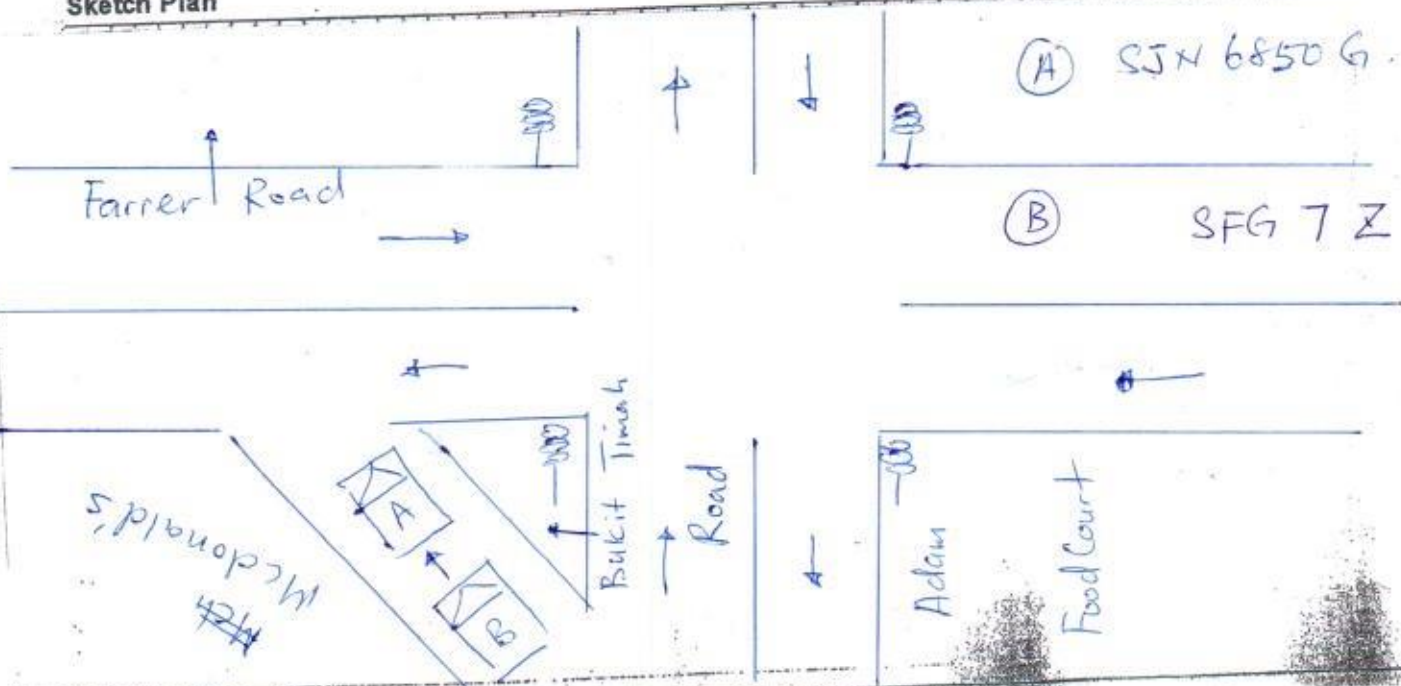 Sketch Plan
(A) SJN 6850 G.
Farrer Road
(B) SFG 7 Z
Bukit Timah
Road
Mcdonald's
A
B
Adam
Food Court